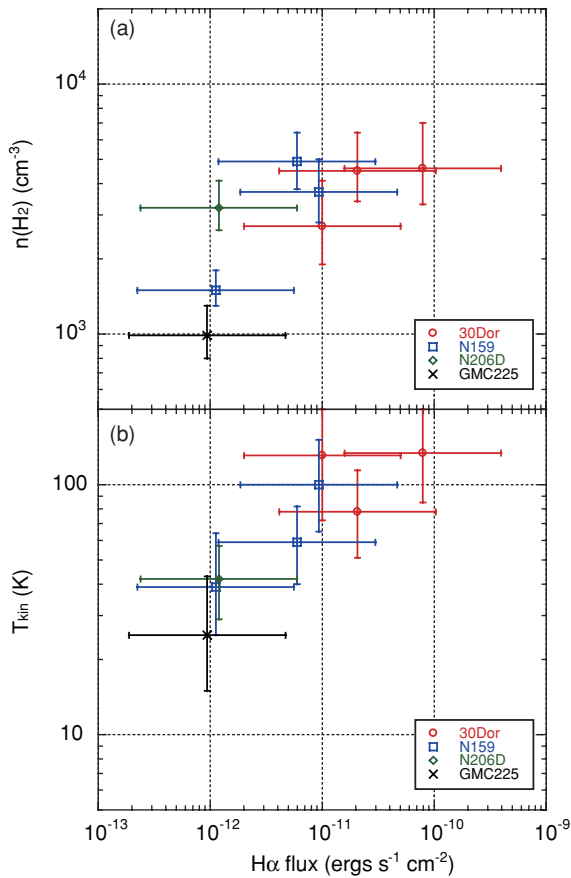 (a)
10⁴
10³
n(H₂) (cm⁻³)
30Dor
N159
N206D
GMC225
(b)
100
10
Tkin (K)
30Dor
N159
N206D
GMC225
10⁻¹³ 10⁻¹² 10⁻¹¹ 10⁻¹⁰ 10⁻⁹
Hα flux (ergs s⁻¹ cm⁻²)